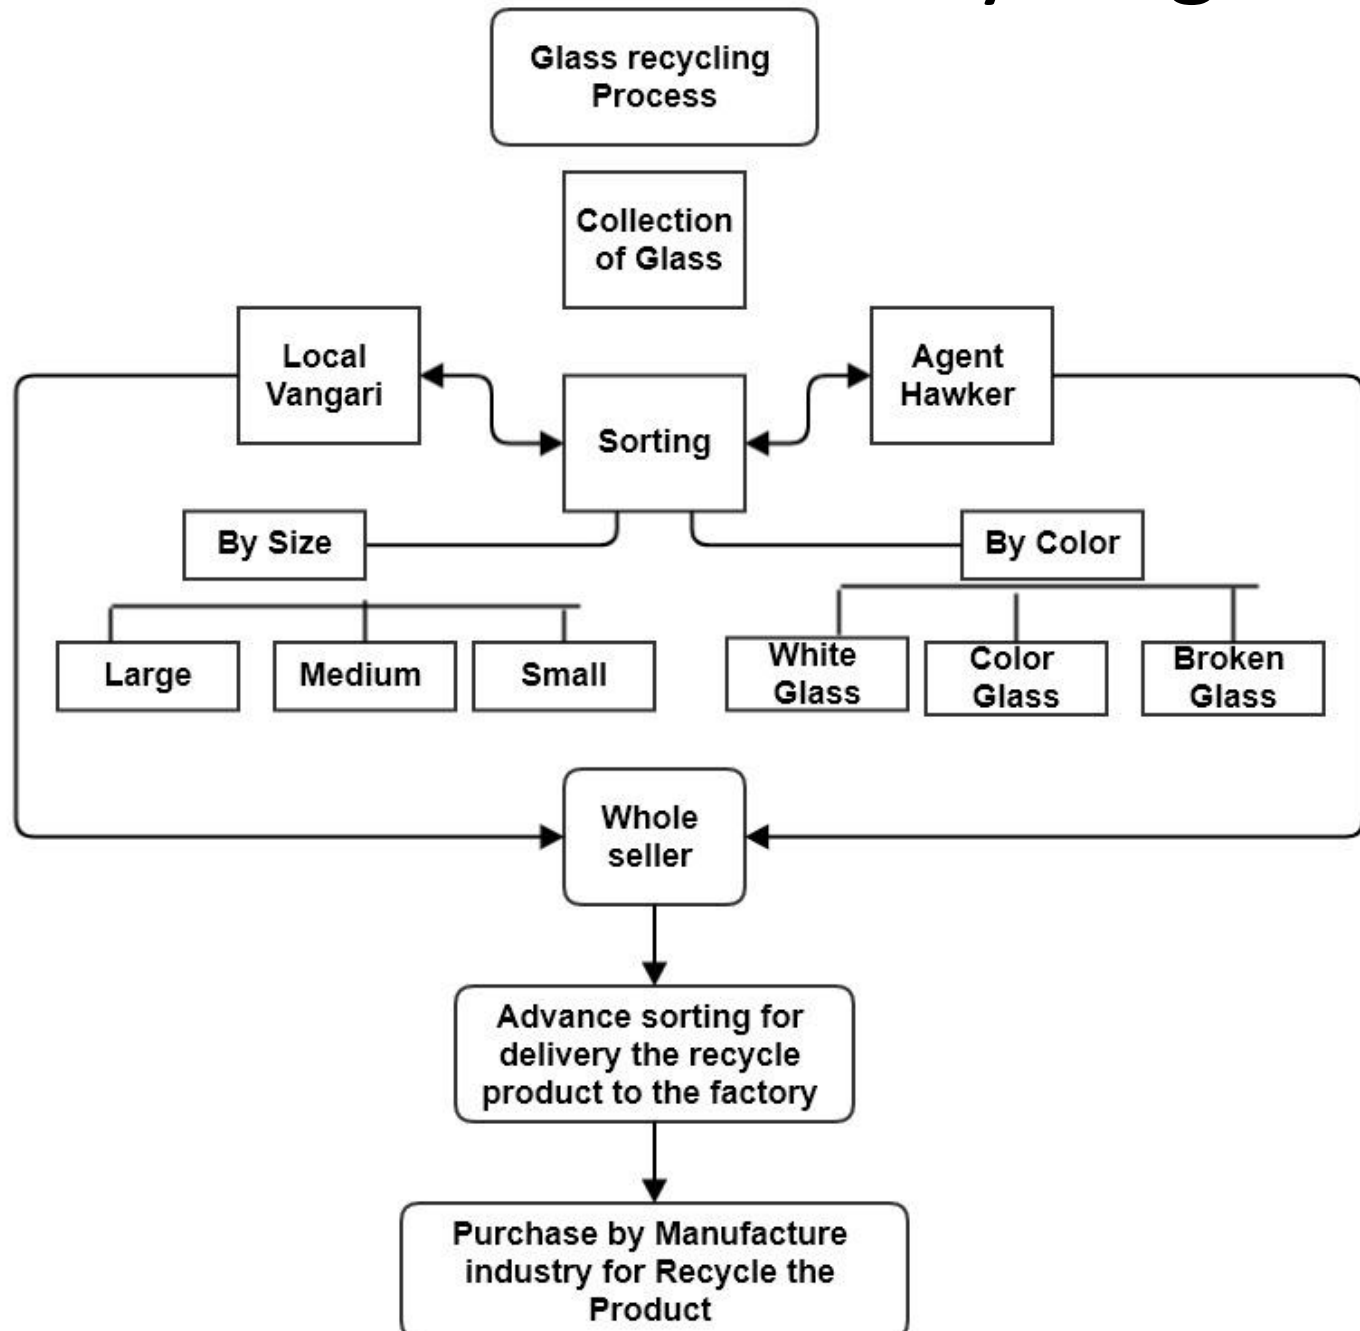 Glass recycling
Process
Collection
of Glass
Local
Vangari
Agent
Hawker
Sorting
By Size
By Color
Large
Medium
Small
White
Glass
Color
Glass
Broken
Glass
Whole
seller
Advance sorting for
delivery the recycle
product to the factory
Purchase by Manufacture
industry for Recycle the
Product